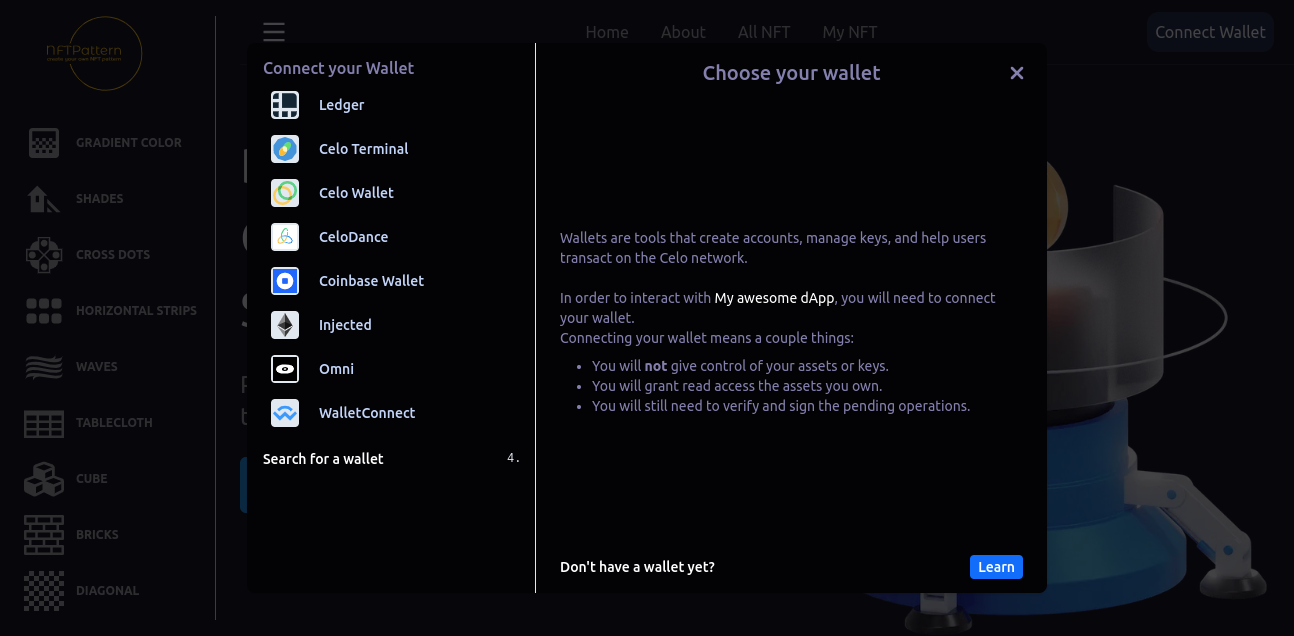 NFTPattern
create your own NFT pattern
GRADIENT COLOR
SHADES
CROSS DOTS
HORIZONTAL STRIPS
WAVES
TABLECLOTH
CUBE
BRICKS
DIAGONAL
Home
About
All NFT
My NFT
Connect Wallet
Connect your Wallet
Ledger
Celo Terminal
Celo Wallet
CeloDance
Coinbase Wallet
Injected
Omni
WalletConnect
Search for a wallet
4.
Choose your wallet
Wallets are tools that create accounts, manage keys, and help users
transact on the Celo network.
In order to interact with My awesome dApp, you will need to connect
your wallet.
Connecting your wallet means a couple things:
• You will not give control of your assets or keys.
• You will grant read access the assets you own.
• You will still need to verify and sign the pending operations.
Don't have a wallet yet?
Learn